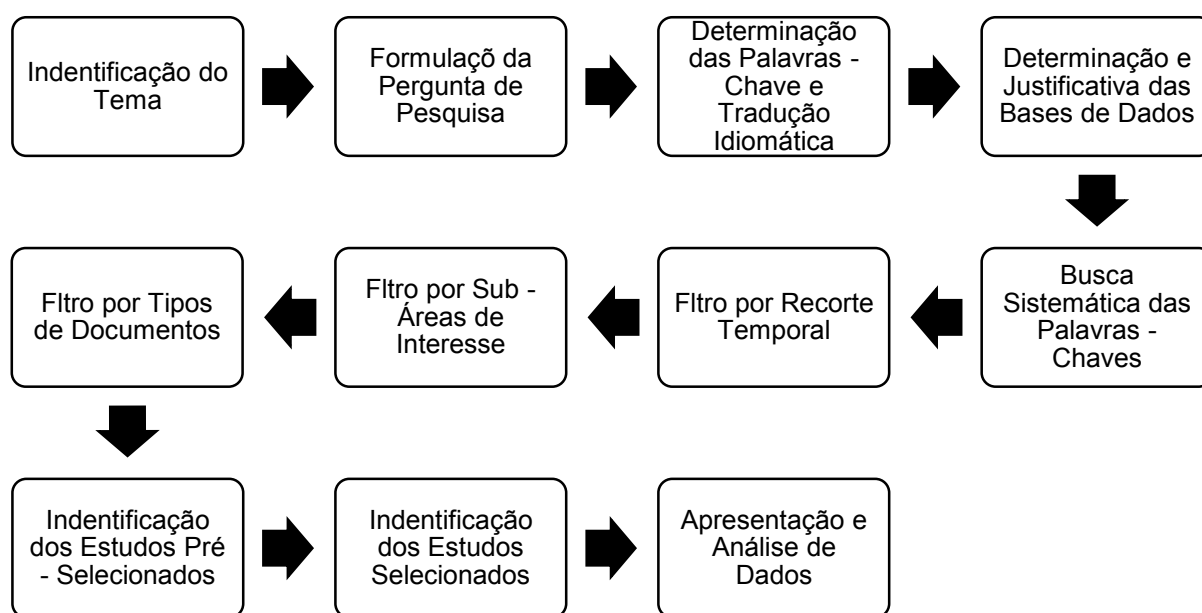 Indentificação do
Tema
Formulaçõ da
Pergunta de
Pesquisa
Determinação
das Palavras -
Chave e
Tradução
Idiomática
Determinação e
Justificativa das
Bases de Dados
Busca
Sistemática das
Palavras -
Chaves
Fltro por Recorte
Temporal
Fltro por Sub -
Áreas de
Interesse
Fltro por Tipos
de Documentos
Indentificação
dos Estudos Pré
- Selecionados
Indentificação
dos Estudos
Selecionados
Apresentação e
Análise de
Dados